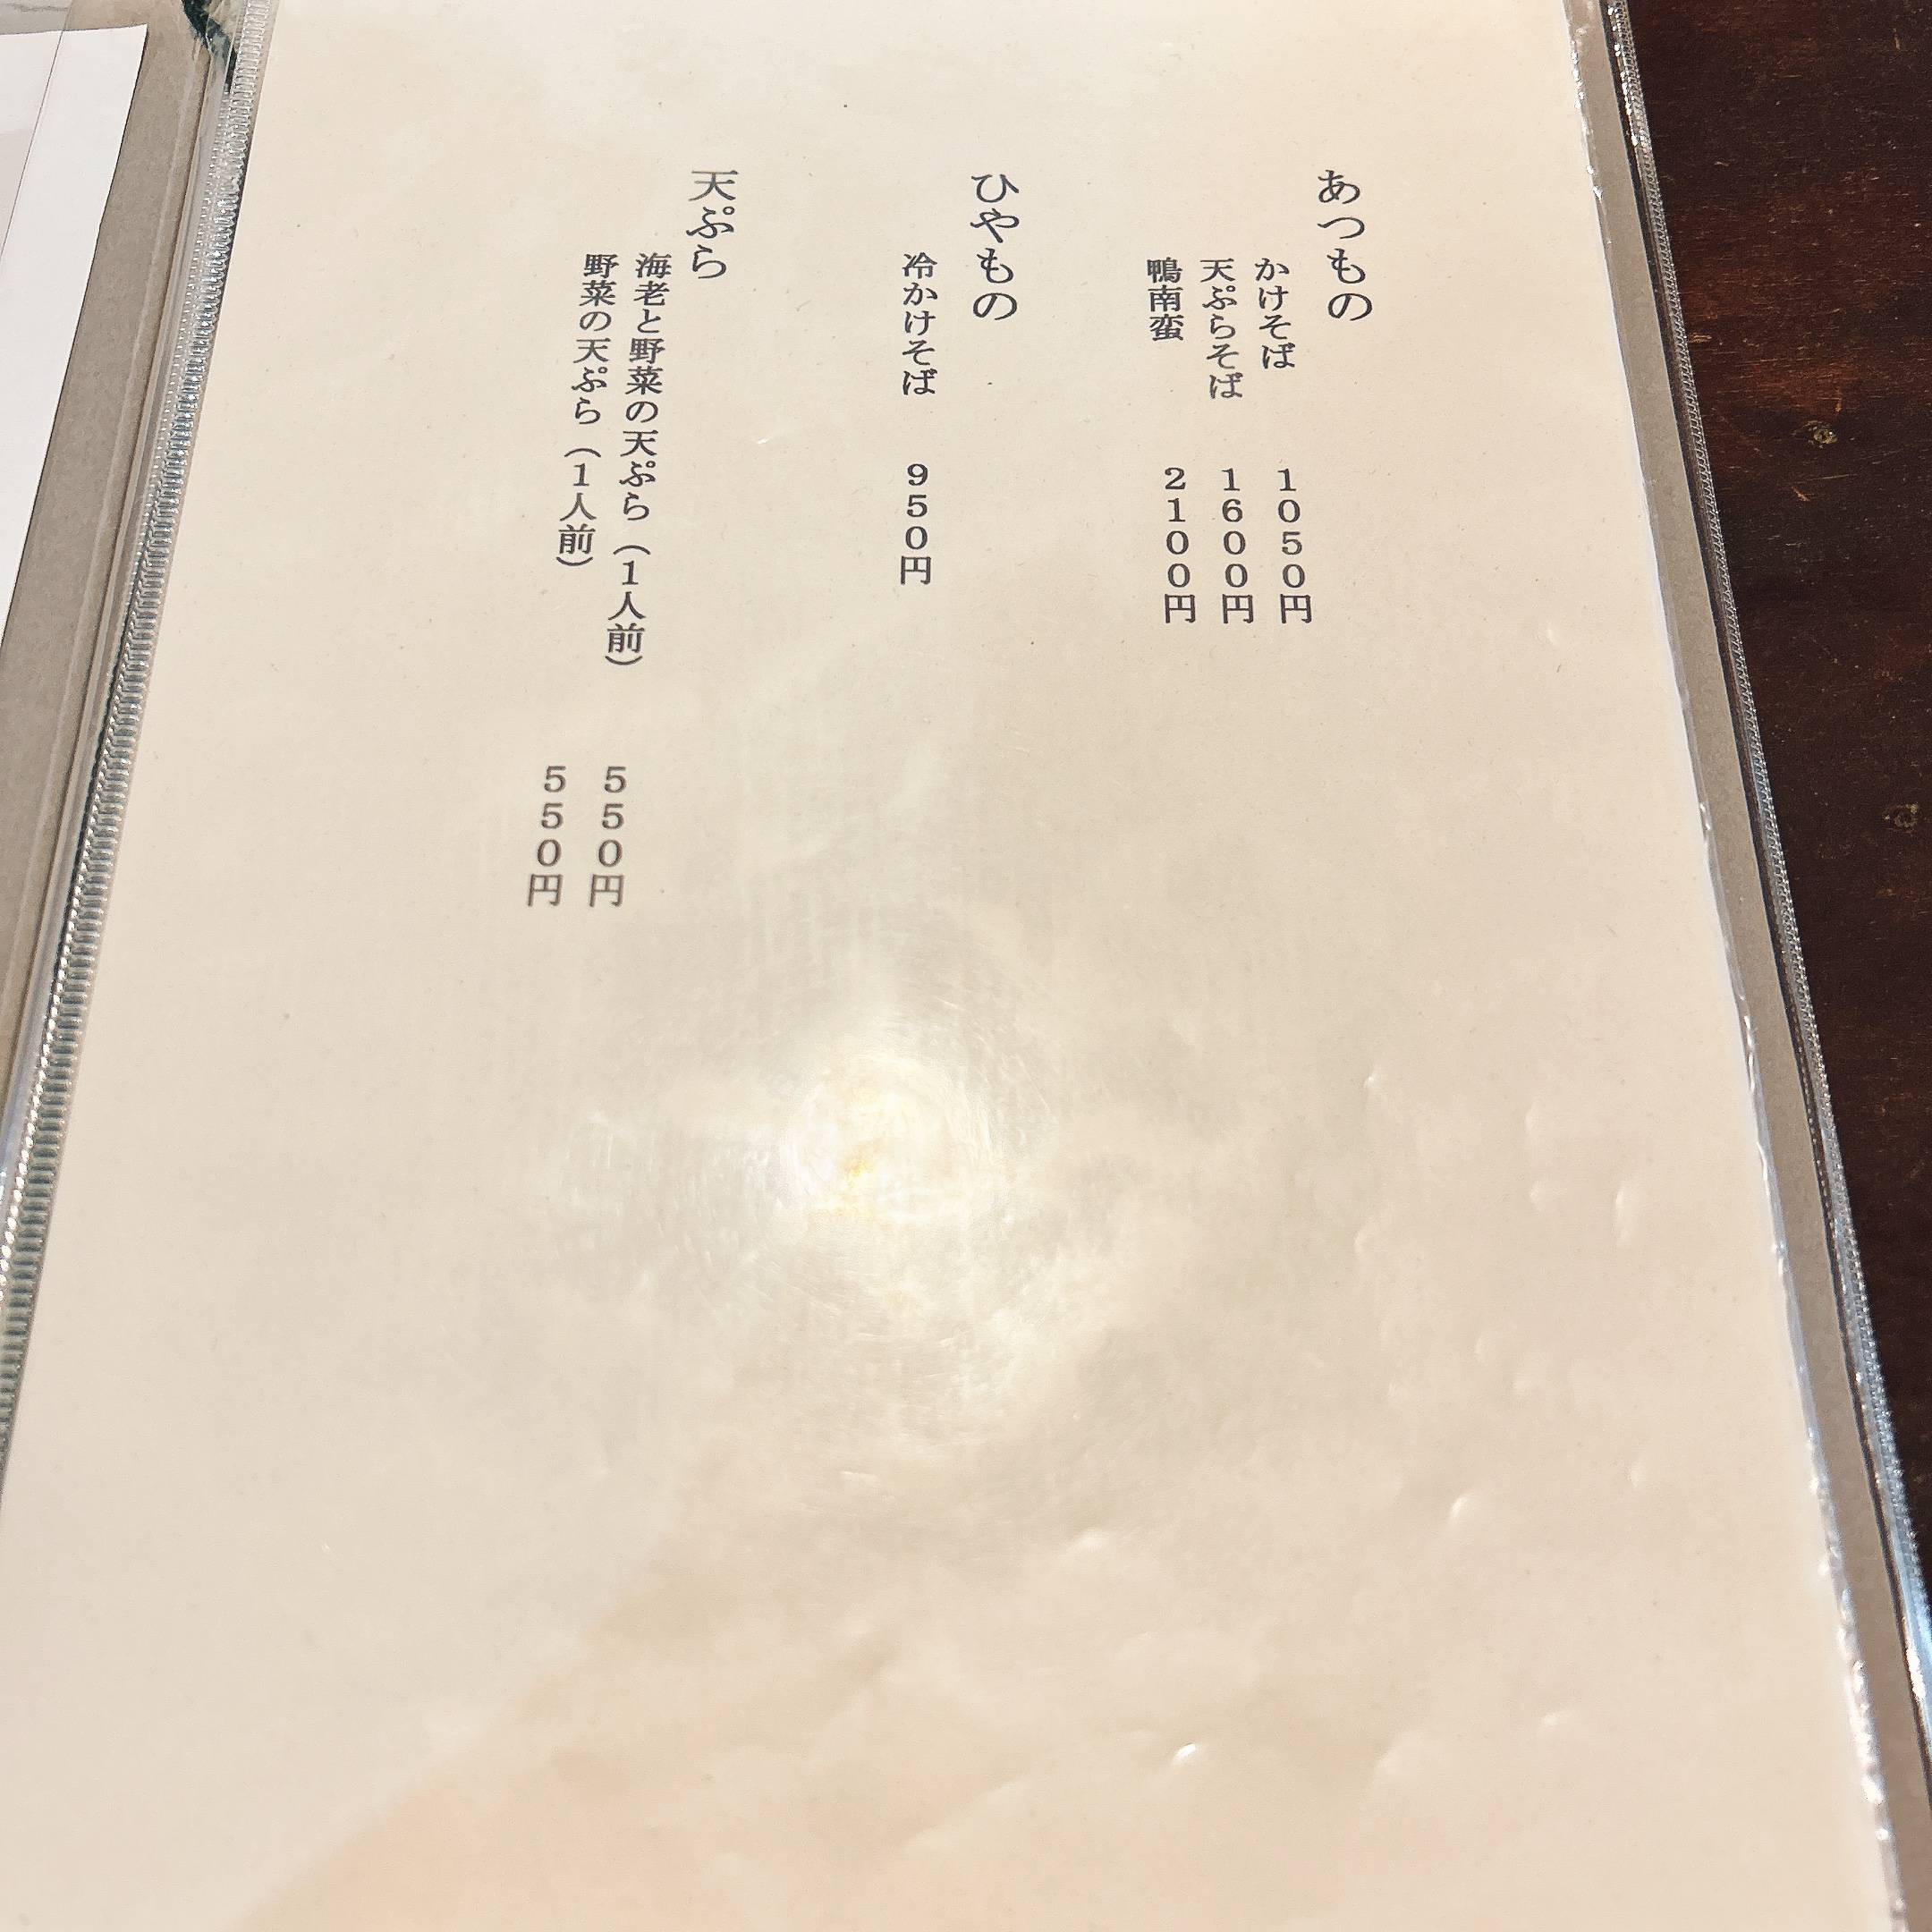 あつもの
かけそば　１０５０円
天ぷらそば　１６００円
鴨南蛮　２１００円
ひやもの
冷かけそば　９５０円
天ぷら
海老と野菜の天ぷら（１人前）　５５０円
野菜の天ぷら（１人前）　５５０円